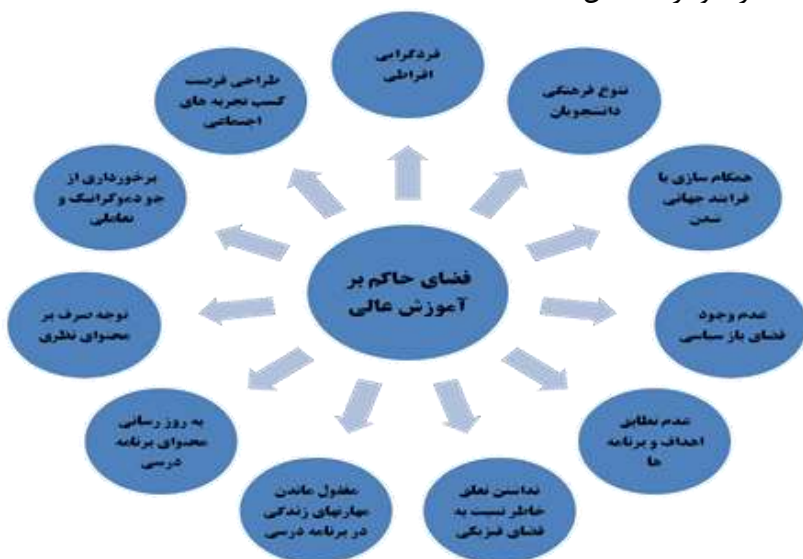 فضای حاکم بر
آموزش عالی
فردگرایی
افراطی
تنوع فرهنگی
دانشجویان
همگام سازی با
فرایند جهانی
شدن
عدم وجود
فضای باز سیاسی
عدم تطابق
اهداف و برنامه
ها
نداشتن تعلق
خاطر نسبت به
فضای فیزیکی
مغفول ماندن
مهارتهای زندگی
در برنامه درسی
به روز رسانی
محتوای برنامه
درسی
توجه صرف بر
محتوای نظری
برخورداری از
جو دموکراتیک و
تعاملی
طراحی فرصت
کسب تجربه های
اجتماعی